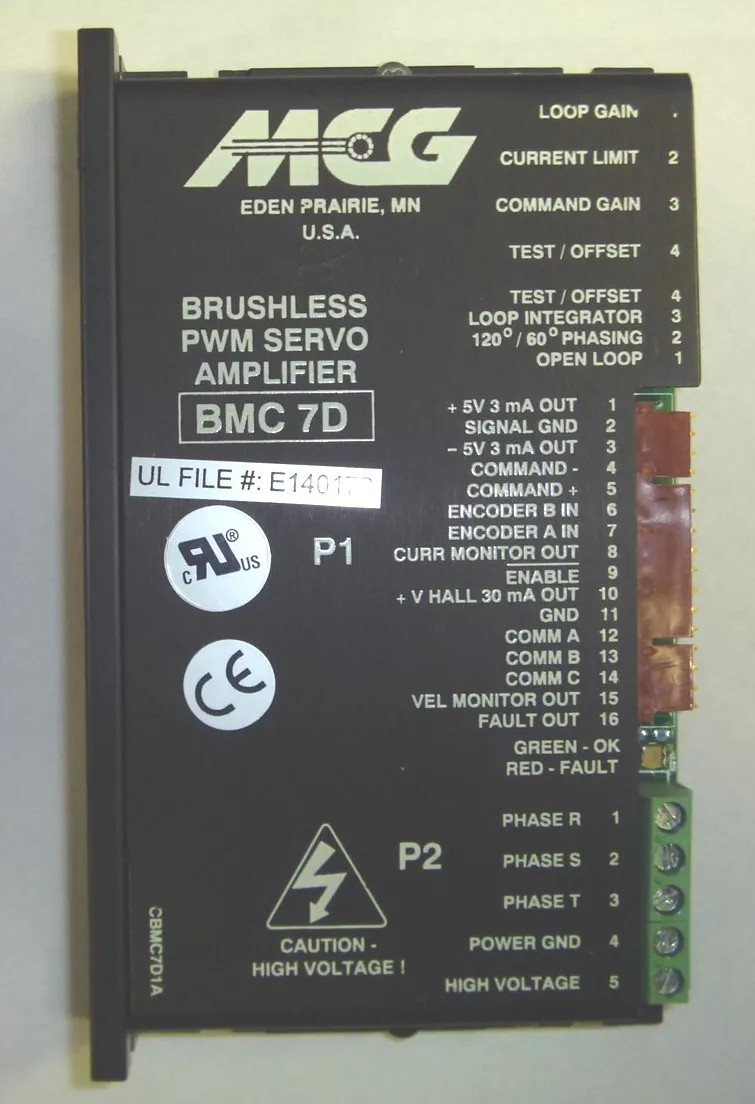 MCG
EDEN PRAIRIE, MN
U.S.A.
BRUSHLESS
PWM SERVO
AMPLIFIER
BMC 7D
UL FILE #:
c RU ® US
CE
LOOP GAIN
CURRENT LIMIT 2
COMMAND GAIN 3
TEST / OFFSET 4
TEST / OFFSET 4
LOOP INTEGRATOR 3
120° / 60° PHASING 2
OPEN LOOP 1
P1
+ 5V 3 mA OUT 1
SIGNAL GND 2
– 5V 3 mA OUT 3
COMMAND - 4
COMMAND + 5
ENCODER B IN 6
ENCODER A IN 7
CURR MONITOR OUT 8
ENABLE 9
+ V HALL 30 mA OUT 10
GND 11
COMM A 12
COMM B 13
COMM C 14
VEL MONITOR OUT 15
FAULT OUT 16
GREEN - OK
RED - FAULT
P2
PHASE R 1
PHASE S 2
PHASE T 3
POWER GND 4
HIGH VOLTAGE 5
CAUTION -
HIGH VOLTAGE !
CBMC7D1A